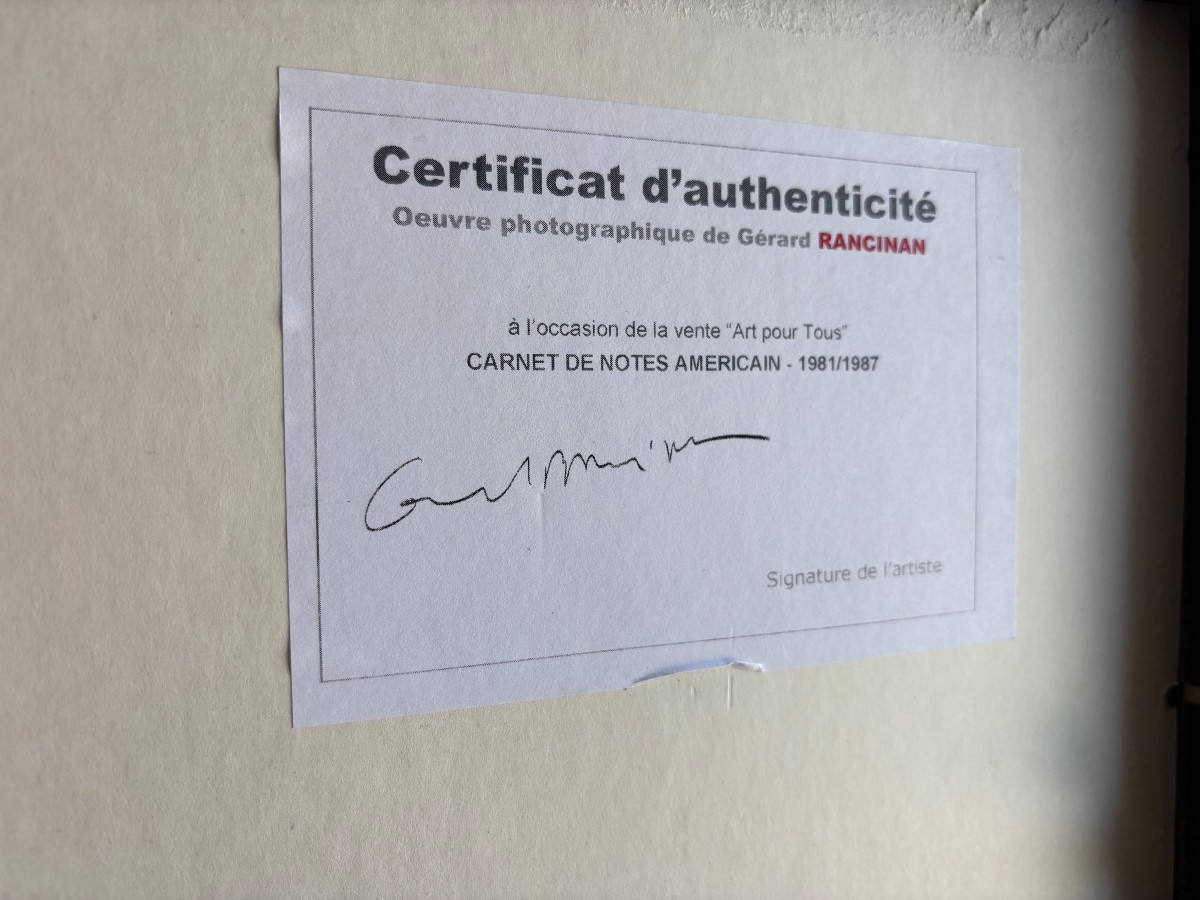 Certificat d'authenticité
Oeuvre photographique de Gérard RANCINAN
à l'occasion de la vente "Art pour Tous"
CARNET DE NOTES AMERICAIN - 1981/1987
Signature de l'artiste